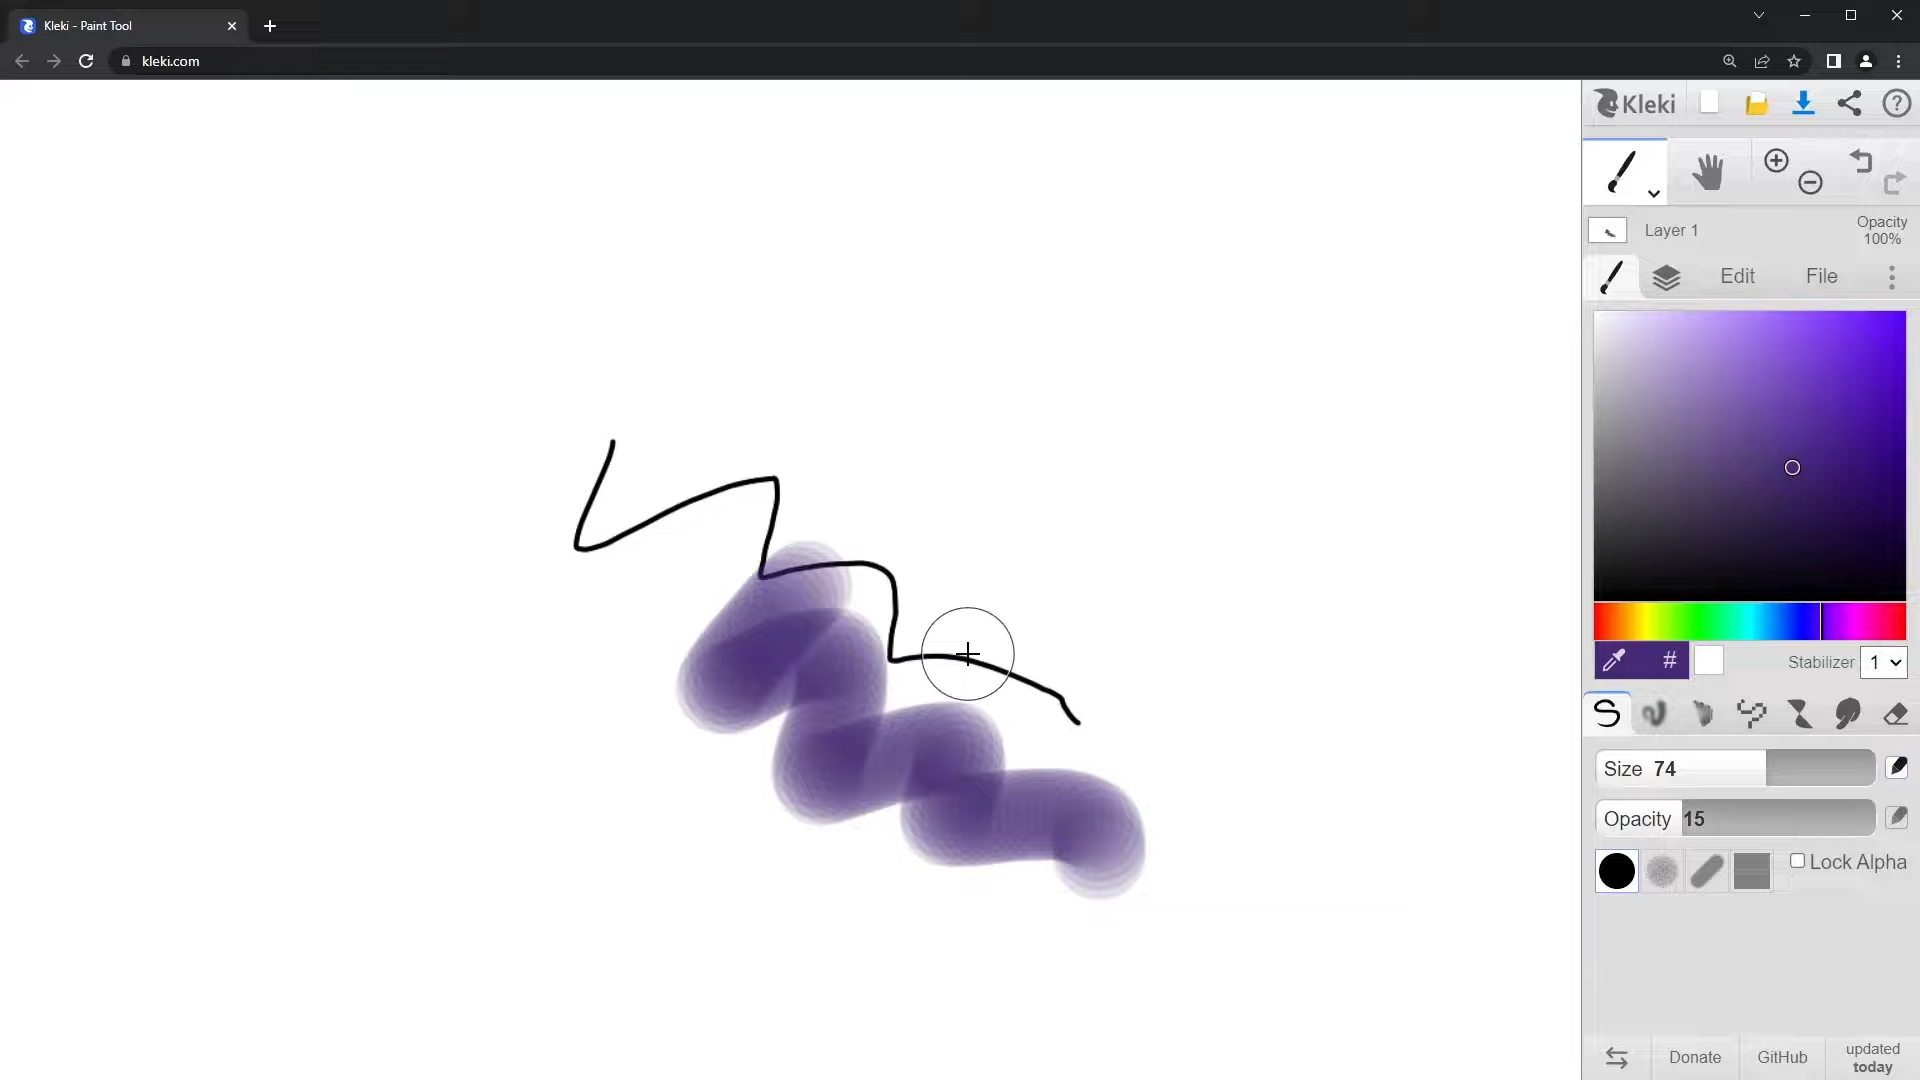 Kleki - Paint Tool
kleki.com
Kleki
Layer 1
Opacity
100%
Edit
File
#
Stabilizer 1
Size 74
Opacity 15
Lock Alpha
Donate
GitHub
updated
today